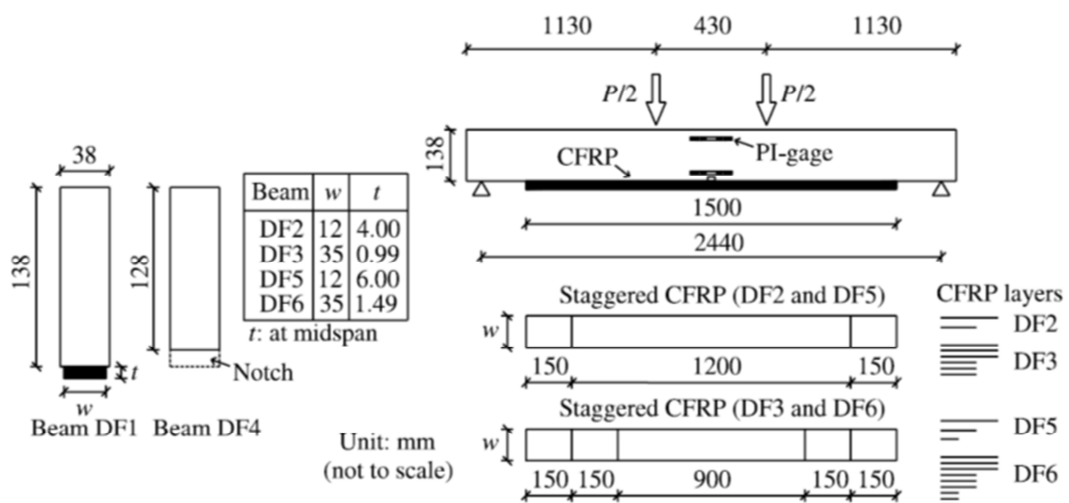 1130 430 1130
P/2 P/2
138
CFRP PI-gage
1500
2440
38
138
t
w
Beam DF1
128
Notch
Beam DF4
Beam w t
DF2 12 4.00
DF3 35 0.99
DF5 12 6.00
DF6 35 1.49
t: at midspan
Unit: mm
(not to scale)
Staggered CFRP (DF2 and DF5)
w
150 1200 150
Staggered CFRP (DF3 and DF6)
w
150 150 900 150 150
CFRP layers
DF2
DF3
DF5
DF6